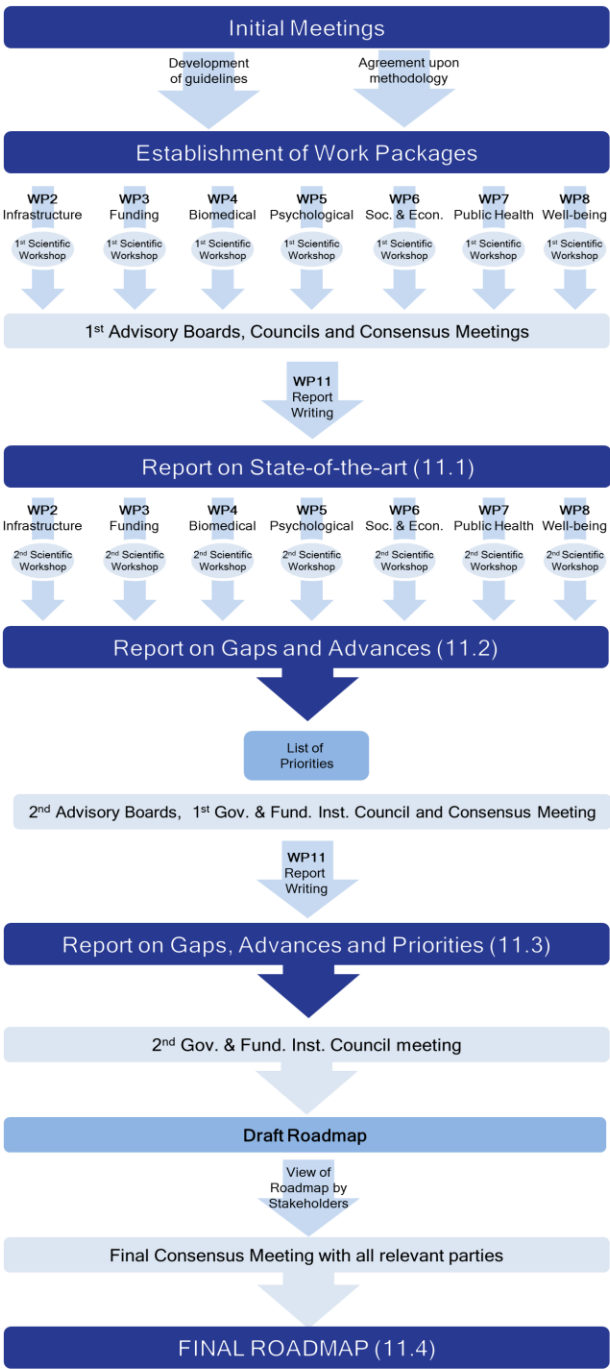 Initial Meetings
Development
of guidelines
Agreement upon
methodology
Establishment of Work Packages
WP2
Infrastructure
1st Scientific
Workshop
WP3
Funding
1st Scientific
Workshop
WP4
Biomedical
1st Scientific
Workshop
WP5
Psychological
1st Scientific
Workshop
WP6
Soc. & Econ.
1st Scientific
Workshop
WP7
Public Health
1st Scientific
Workshop
WP8
Well-being
1st Scientific
Workshop
1st Advisory Boards, Councils and Consensus Meetings
WP11
Report
Writing
Report on State-of-the-art (11.1)
WP2
Infrastructure
2nd Scientific
Workshop
WP3
Funding
2nd Scientific
Workshop
WP4
Biomedical
2nd Scientific
Workshop
WP5
Psychological
2nd Scientific
Workshop
WP6
Soc. & Econ.
2nd Scientific
Workshop
WP7
Public Health
2nd Scientific
Workshop
WP8
Well-being
2nd Scientific
Workshop
Report on Gaps and Advances (11.2)
List of
Priorities
2nd Advisory Boards, 1st Gov. & Fund. Inst. Council and Consensus Meeting
WP11
Report
Writing
Report on Gaps, Advances and Priorities (11.3)
2nd Gov. & Fund. Inst. Council meeting
Draft Roadmap
View of
Roadmap by
Stakeholders
Final Consensus Meeting with all relevant parties
FINAL ROADMAP (11.4)